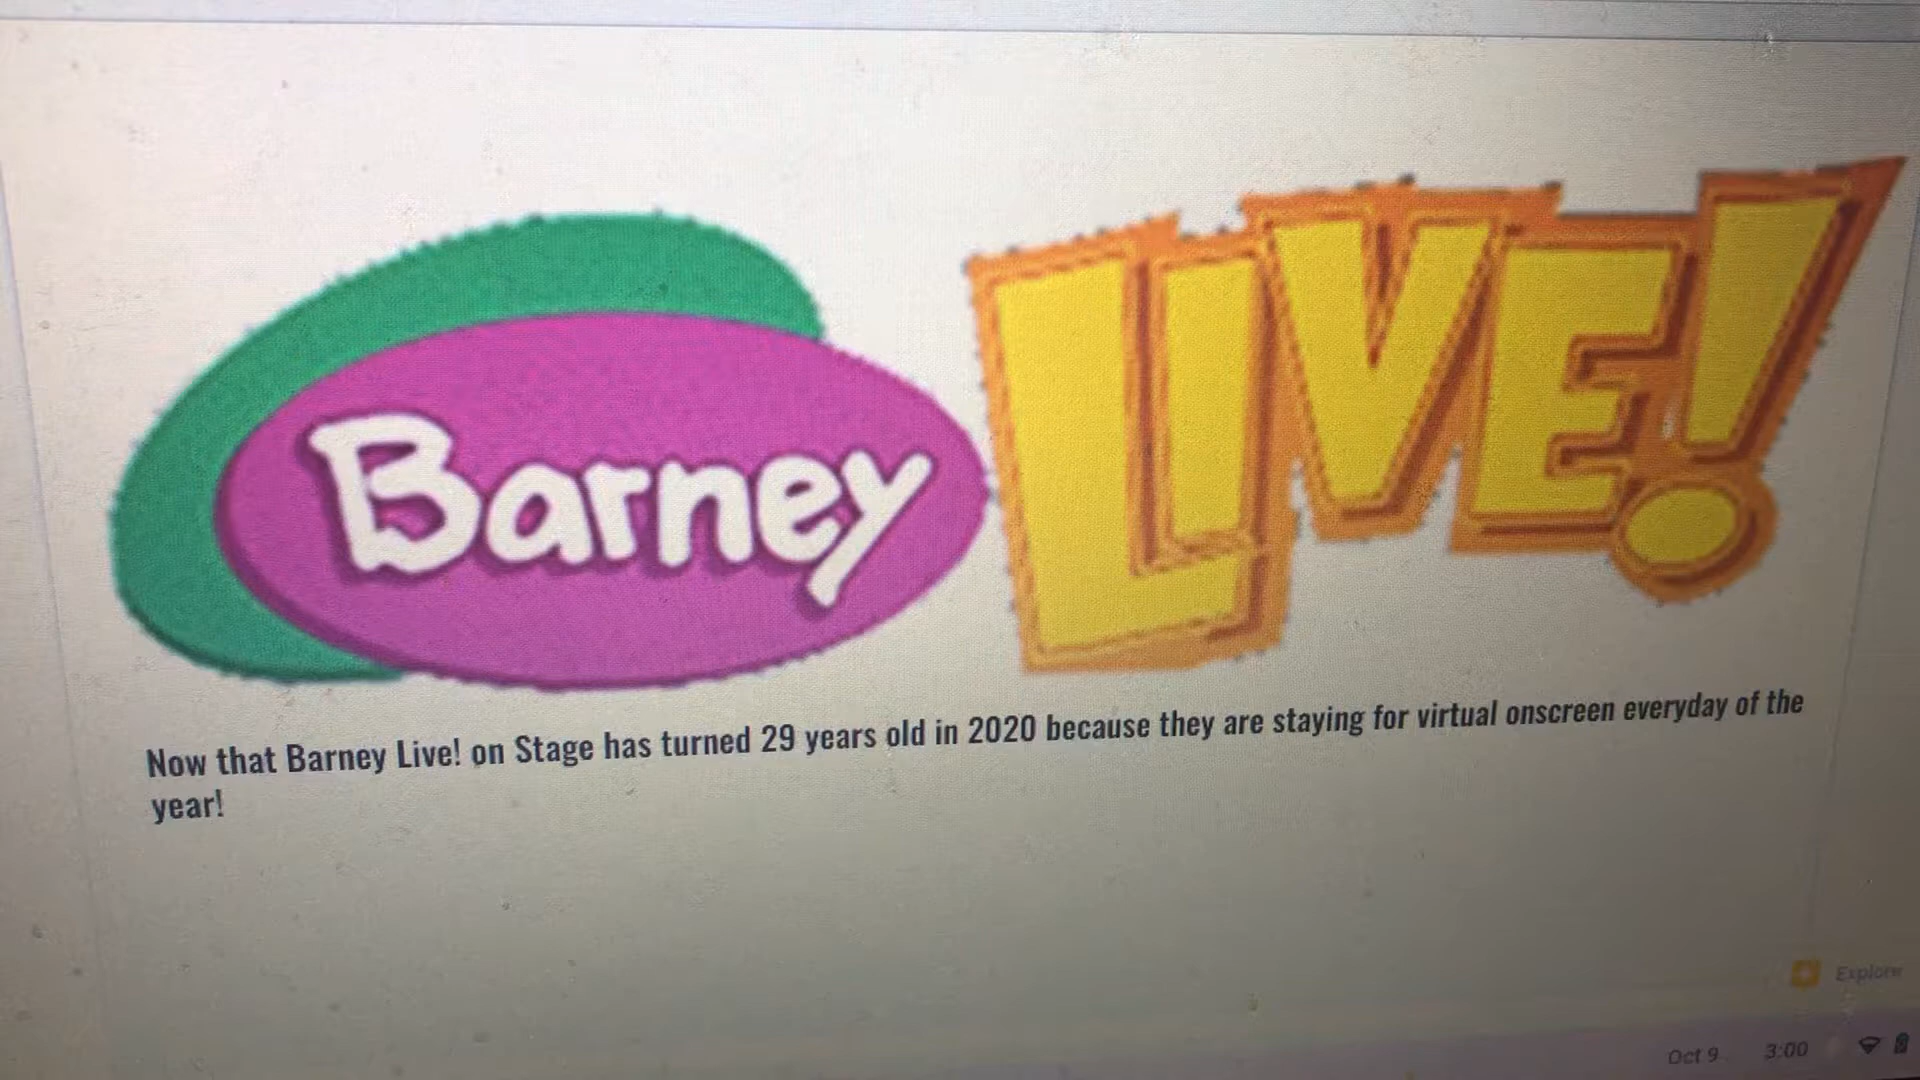 Barney LIVE!
Now that Barney Live! on Stage has turned 29 years old in 2020 because they are staying for virtual onscreen everyday of the
year!
Explore
Oct 9 3:00